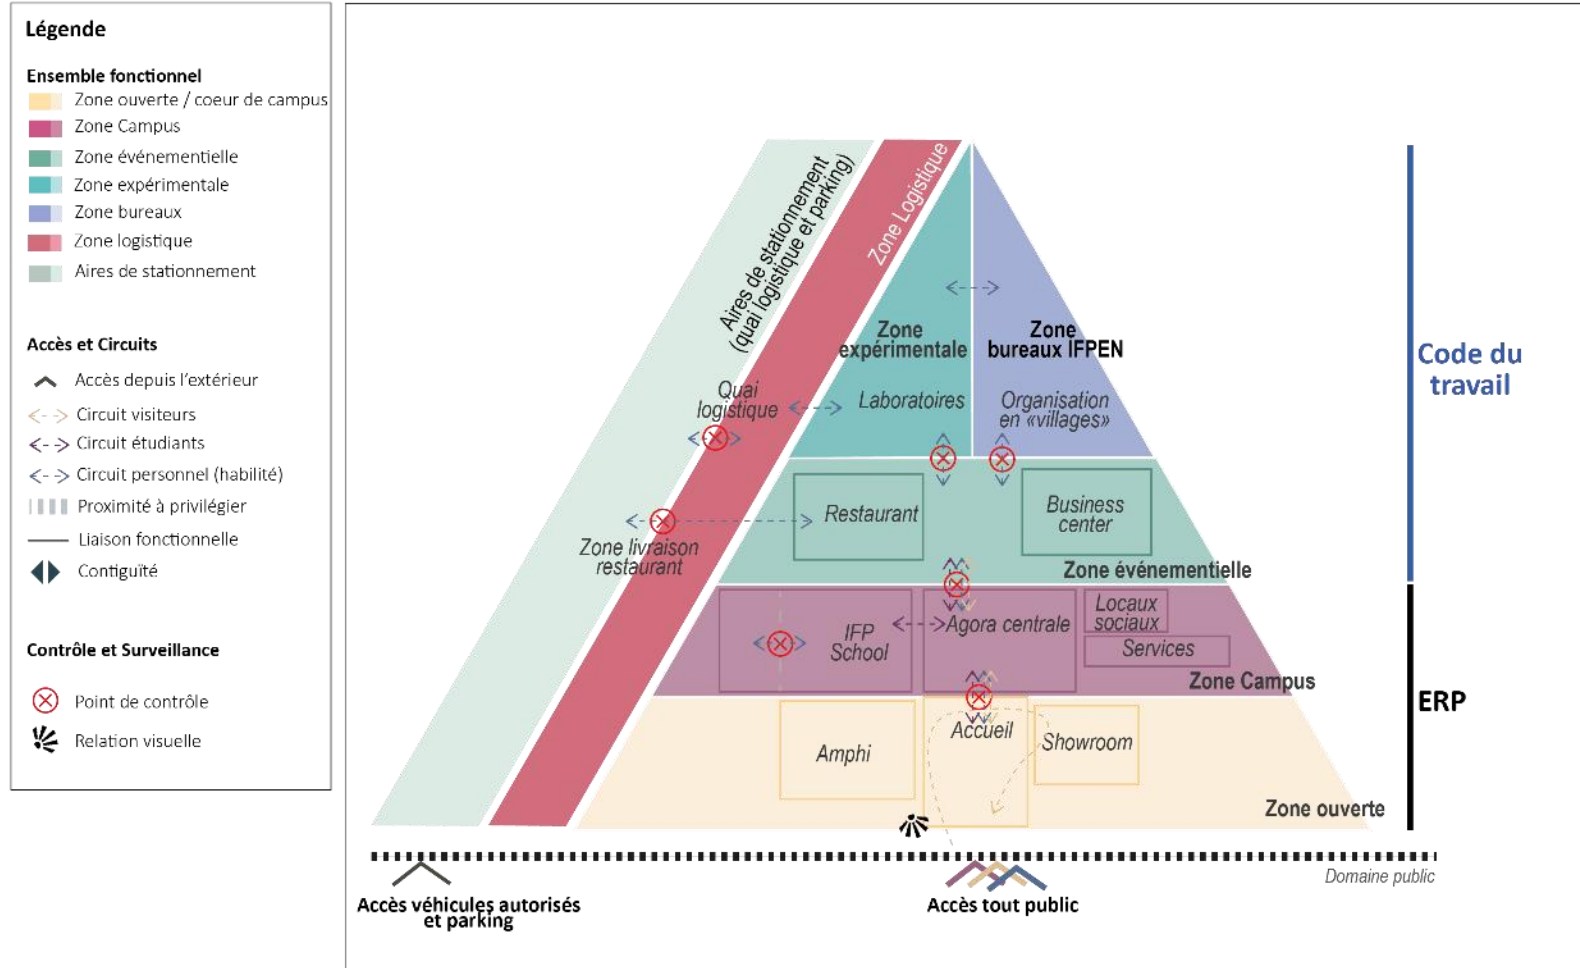 Légende
Ensemble fonctionnel
Zone ouverte / coeur de campus
Zone Campus
Zone événementielle
Zone expérimentale
Zone bureaux
Zone logistique
Aires de stationnement
Accès et Circuits
Accès depuis l'extérieur
Circuit visiteurs
Circuit étudiants
Circuit personnel (habilité)
Proximité à privilégier
Liaison fonctionnelle
Contiguïté
Contrôle et Surveillance
Point de contrôle
Relation visuelle
Aires de stationnement
(quai logistique et parking)
Zone Logistique
Zone
expérimentale
Zone
bureaux IFPEN
Quai
logistique
Laboratoires
Organisation
en «villages»
Restaurant
Business
center
Zone livraison
restaurant
Zone événementielle
IFP
School
Agora centrale
Locaux
sociaux
Services
Zone Campus
Amphi
Accueil
Showroom
Zone ouverte
Code du
travail
ERP
Domaine public
Accès véhicules autorisés
et parking
Accès tout public